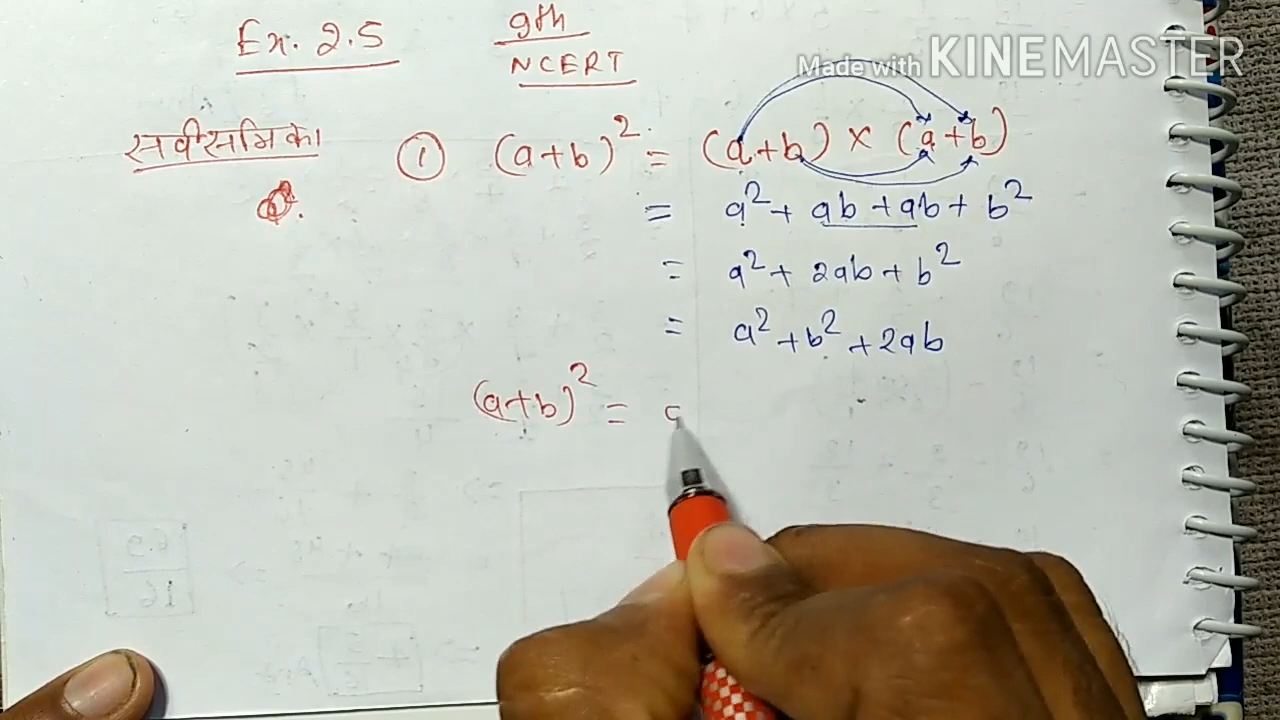 Ex. 2.5
9th
NCERT
Made with KINEMASTER
सर्वसमिका ① (a+b)² = (a+b) × (a+b)
= a² + ab + ab + b²
= a² + 2ab + b²
= a² + b² + 2ab
(a+b)² =